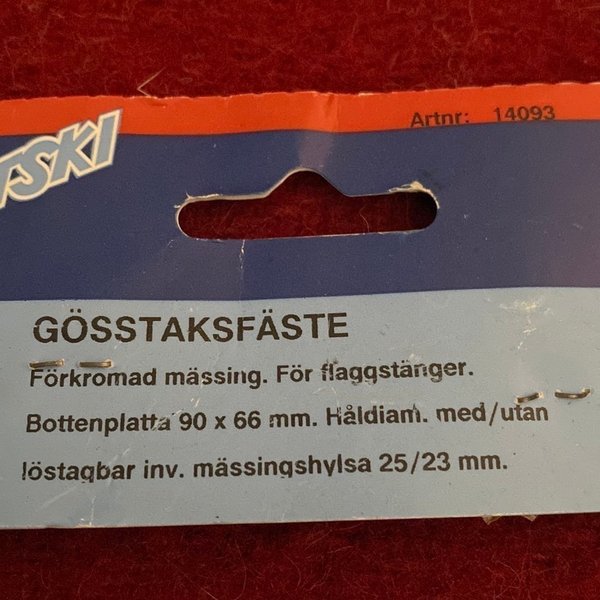 Artnr: 14093
TSKI
GÖSSTAKSFÄSTE
Förkromad mässing. För flaggstänger.
Bottenplatta 90 x 66 mm. Håldiam. med/utan
löstagbar inv. mässingshylsa 25/23 mm.